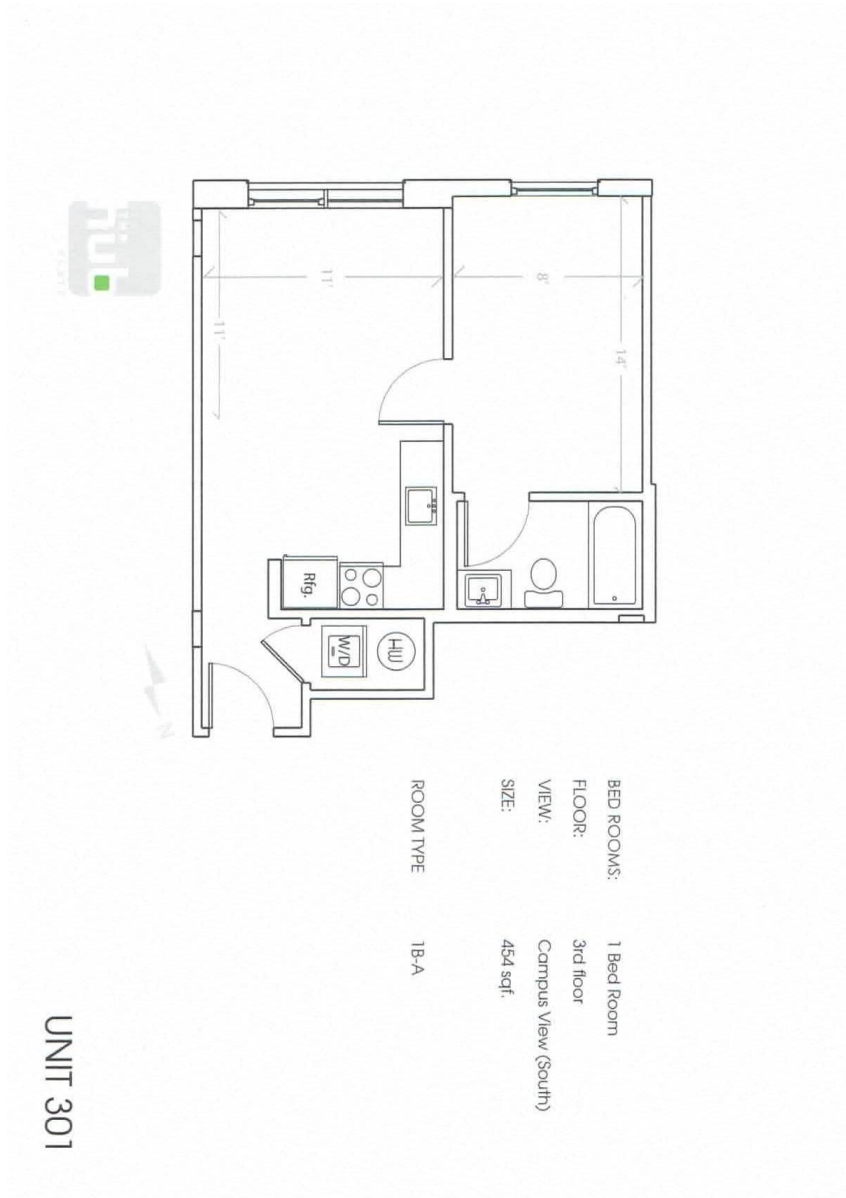 BED ROOMS: 1 Bed Room
FLOOR: 3rd floor
VIEW: Campus View (South)
SIZE: 454 sqf.
ROOM TYPE 1B-A
14'
8'
11'
11'
Rfg.
W/D
HW
N
hub
UNIT 301